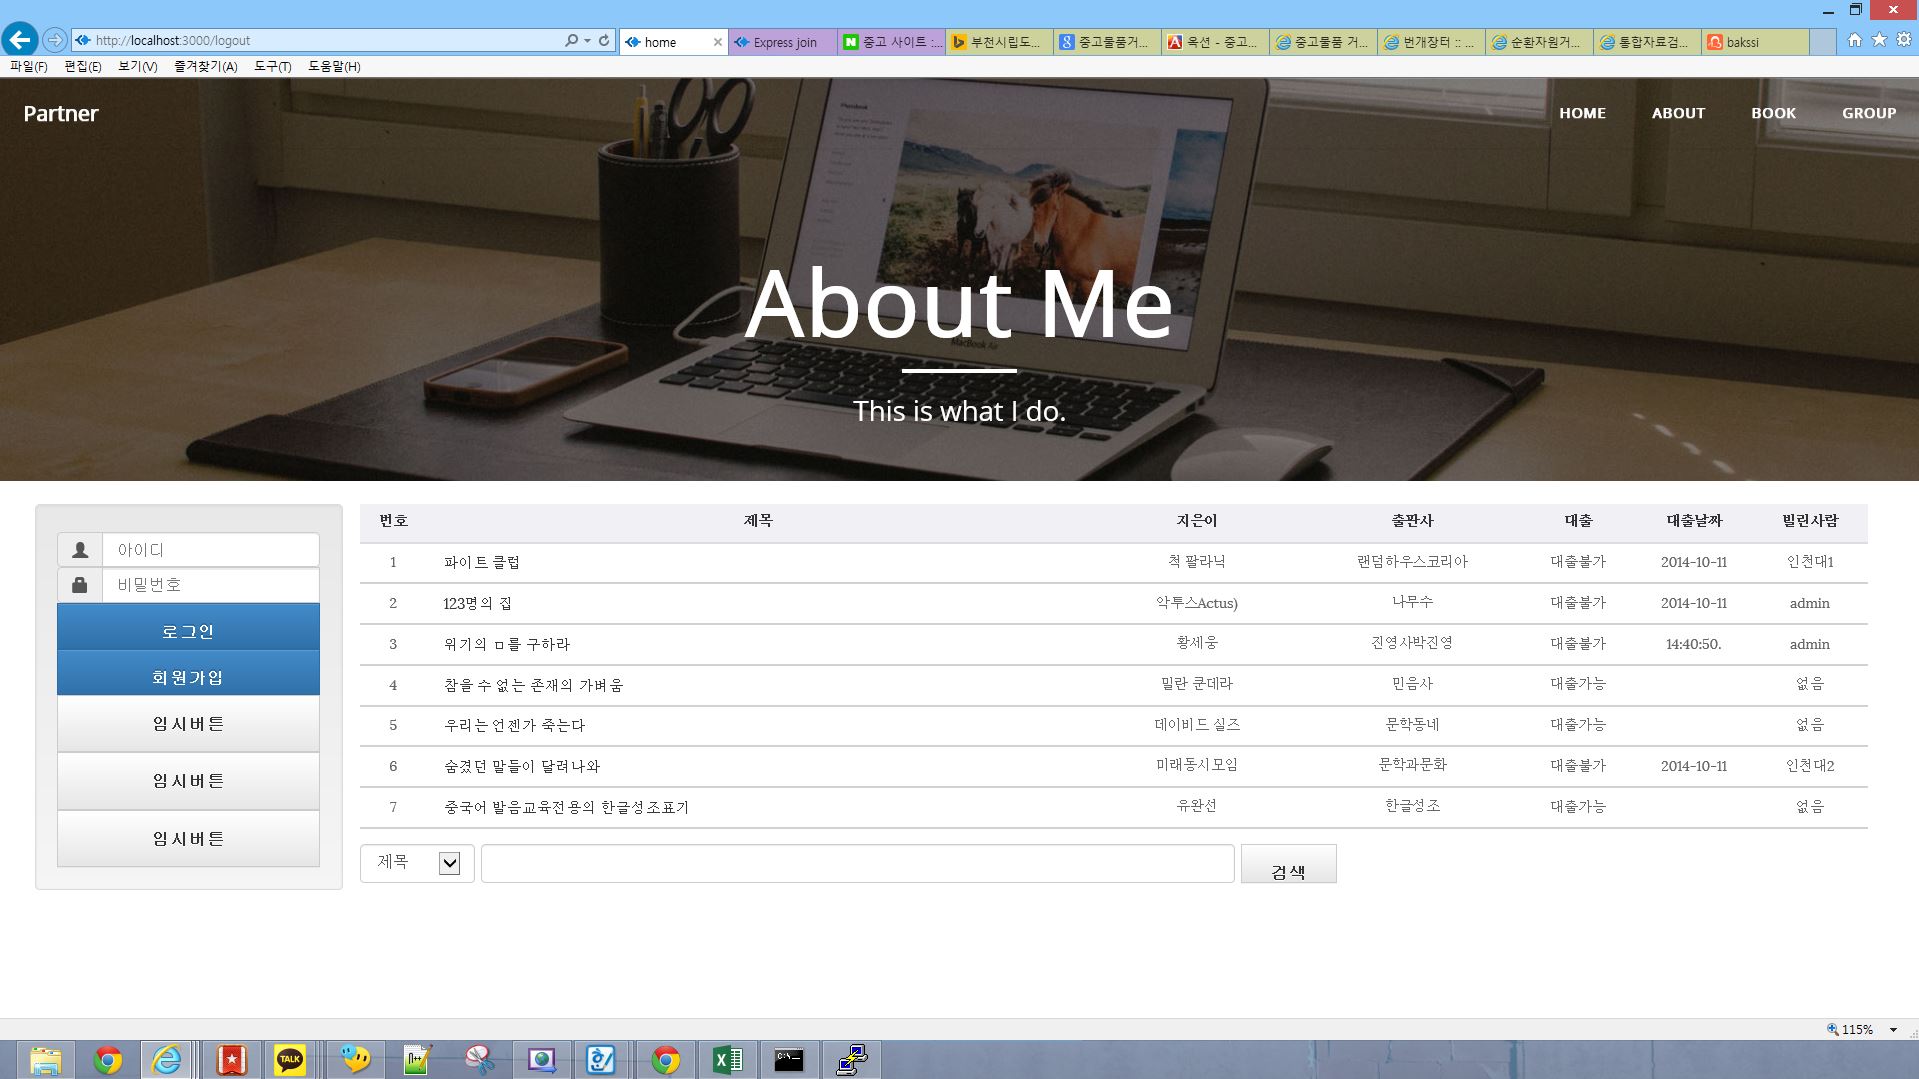 http://localhost:3000/logout
home
Express join
중고 사이트 :...
부천시립도...
중고물품거...
옥션 - 중고...
중고물품 거...
번개장터 :: ...
순환자원거...
통합자료검...
bakssi
파일(F) 편집(E) 보기(V) 즐겨찾기(A) 도구(T) 도움말(H)
Partner
HOME ABOUT BOOK GROUP
About Me
MacBook Air
This is what I do.
아이디
비밀번호
로그인
회원가입
임시버튼
임시버튼
임시버튼
번호 제목 지은이 출판사 대출 대출날짜 빌린사람
1 파이트 클럽 척 팔라닉 랜덤하우스코리아 대출불가 2014-10-11 인천대1
2 123명의 집 악투스Actus) 나무수 대출불가 2014-10-11 admin
3 위기의 ㅁ를 구하라 황세웅 진영사박진영 대출불가 14:40:50. admin
4 참을 수 없는 존재의 가벼움 밀란 쿤데라 민음사 대출가능 없음
5 우리는 언젠가 죽는다 데이비드 실즈 문학동네 대출가능 없음
6 숨겼던 말들이 달려나와 미래동시모임 문학과문화 대출불가 2014-10-11 인천대2
7 중국어 발음교육전용의 한글성조표기 유완선 한글성조 대출가능 없음
제목
검색
115%
TALK